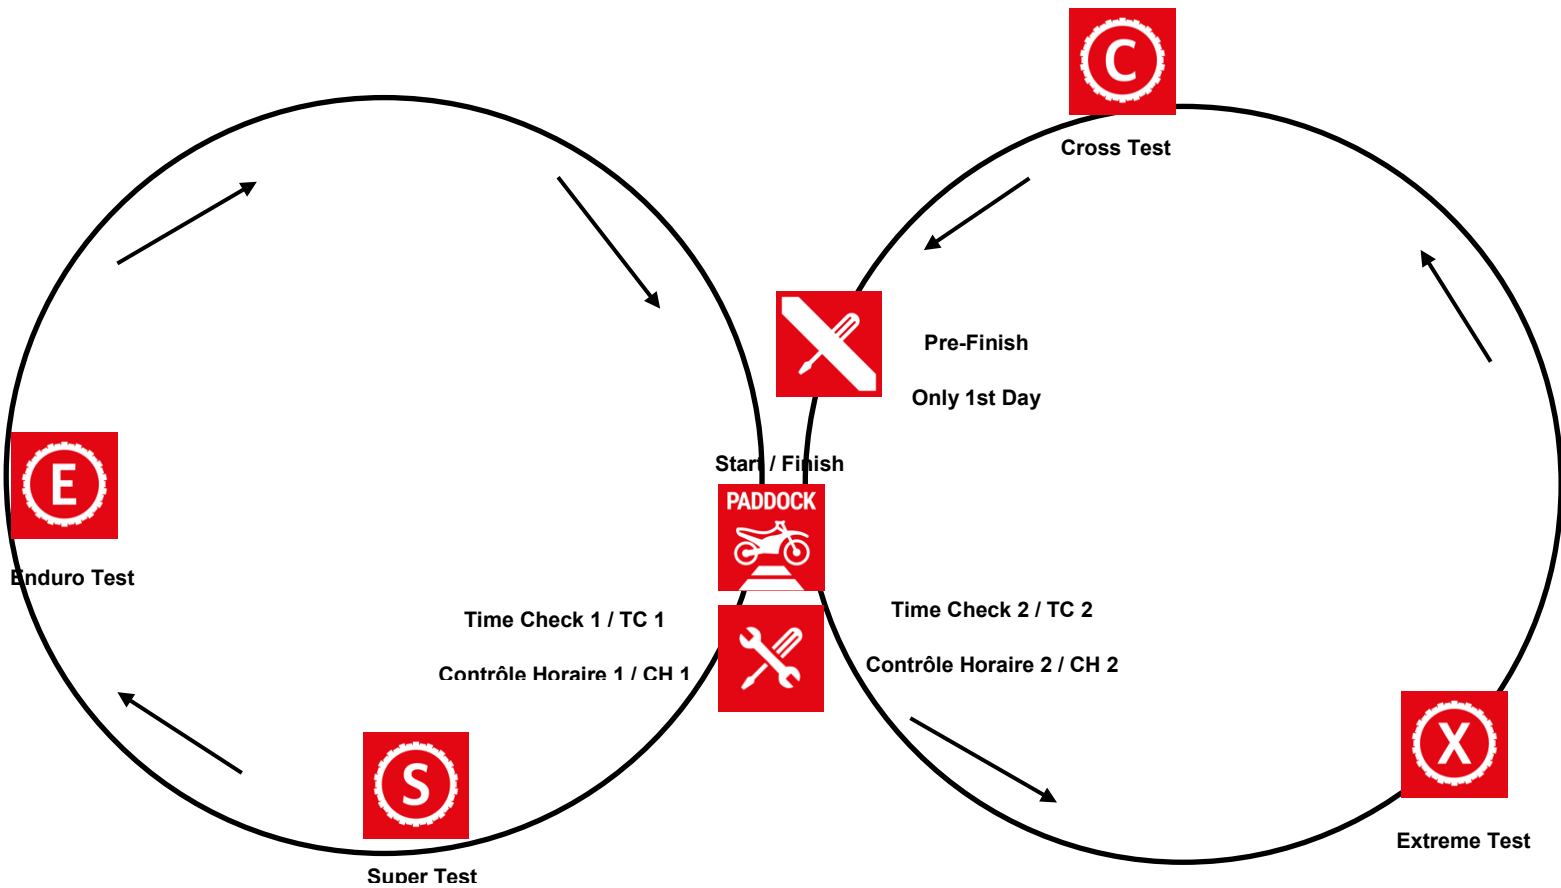 C
Cross Test
Pre-Finish
Only 1st Day
Start / Finish
PADDOCK
E
Enduro Test
Time Check 1 / TC 1
Contrôle Horaire 1 / CH 1
Time Check 2 / TC 2
Contrôle Horaire 2 / CH 2
S
Super Test
X
Extreme Test